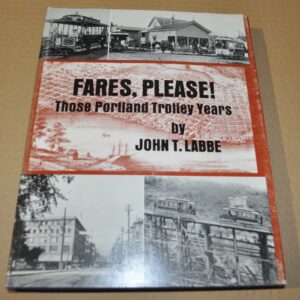 FARES, PLEASE!
Those Portland Trolley Years
by
JOHN T. LABBE